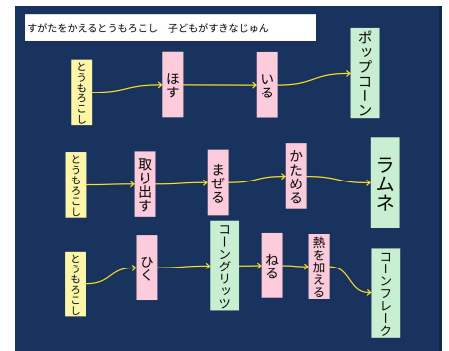 すがたをかえるとうもろこし　子どもがすきなじゅん
とうもろこし
ほす
いる
ポップコーン
とうもろこし
取り出す
まぜる
かためる
ラムネ
とうもろこし
ひく
コーングリッツ
ねる
熱を加える
コーンフレーク